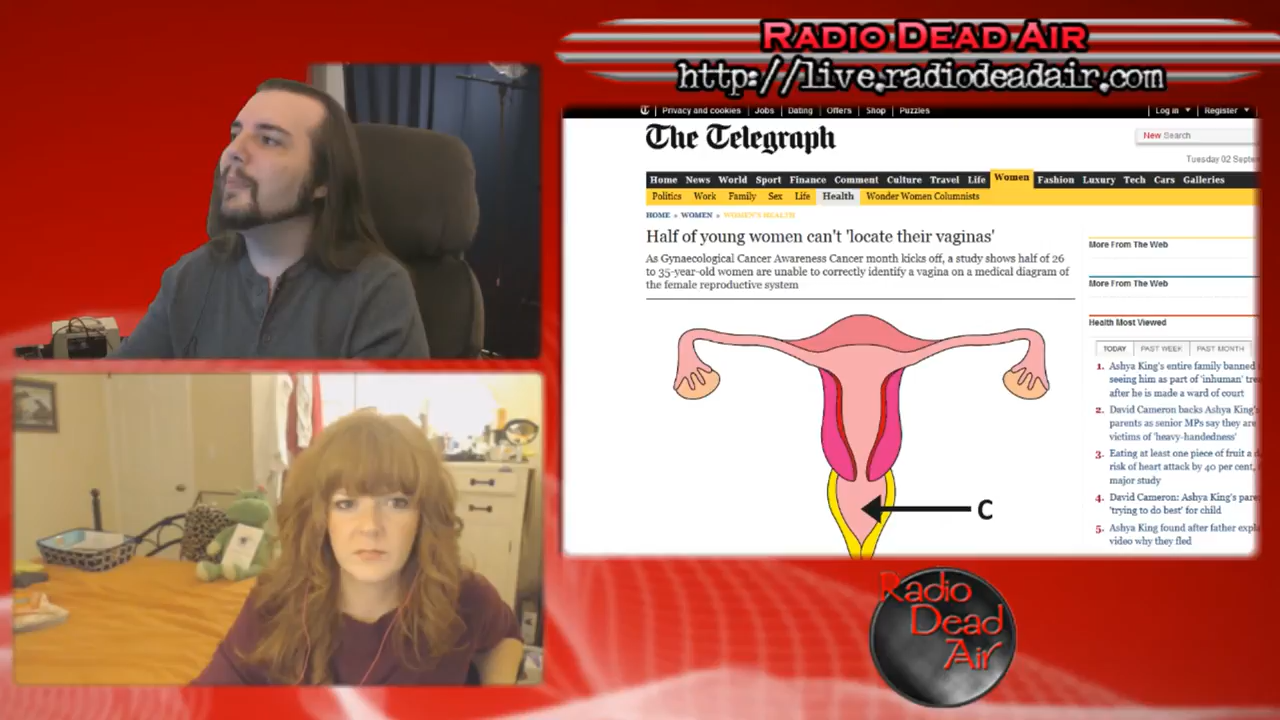 RADIO DEAD AIR
http://live.radiodeadair.com
Privacy and cookies Jobs Dating Offers Shop Puzzles Log in Register
The Telegraph
New Search
Tuesday 02
Home News World Sport Finance Comment Culture Travel Life Women Fashion Luxury Tech Cars Galleries
Politics Work Family Sex Life Health Wonder Women Columnists
HOME » WOMEN » WOMEN'S HEALTH
Half of young women can't 'locate their vaginas'
As Gynaecological Cancer Awareness Cancer month kicks off, a study shows half of 26
to 35-year-old women are unable to correctly identify a vagina on a medical diagram of
the female reproductive system
C
More From The Web
More From The Web
Health Most Viewed
TODAY PAST WEEK PAST MONTH
1. Ashya King's entire family banned
seeing him as part of 'inhuman'
after he is made a ward of court
2. David Cameron backs Ashya King's
parents as senior MPs say they are
victims of 'heavy-handedness'
3. Eating at least one piece of fruit a
risk of heart attack by 40 per cent,
major study
4. David Cameron: Ashya King's
'trying to do best' for child
5. Ashya King found after father
video why they fled
Radio
Dead
Air